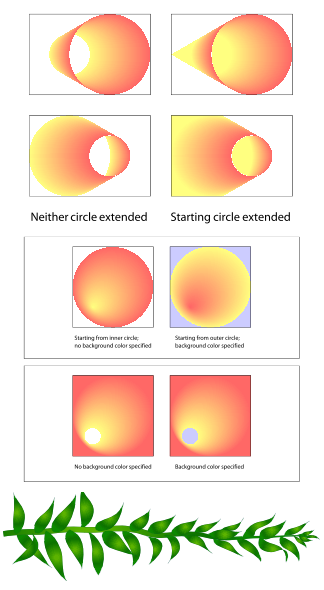 Neither circle extended Starting circle extended
Starting from inner circle; Starting from outer circle;
no background color specified background color specified
No background color specified Background color specified